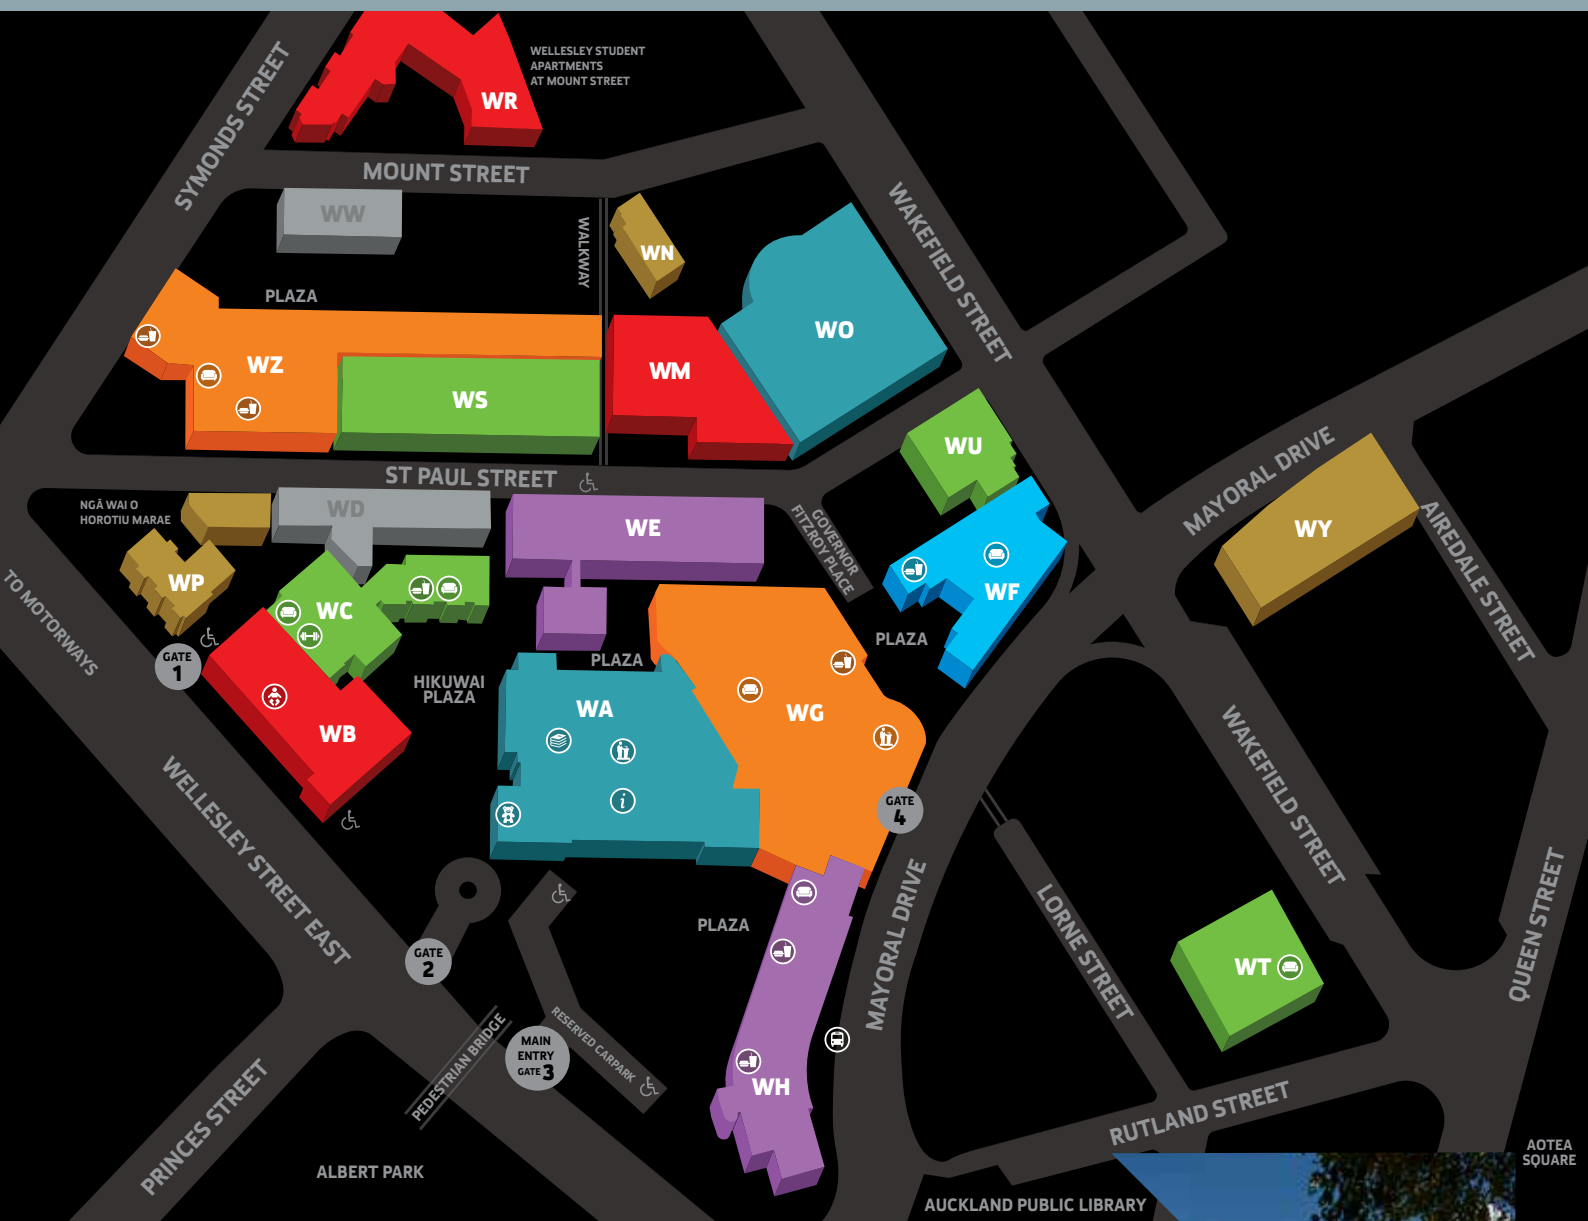 WELLESLEY STUDENT
APARTMENTS
AT MOUNT STREET
WR
SYMONDS STREET
MOUNT STREET
WW
WALKWAY
WN
WAKEFIELD STREET
PLAZA
WO
WZ
WM
WS
WU
ST PAUL STREET
MAYORAL DRIVE
NGĀ WAI O
HOROTIU MARAE
WD
WE
GOVERNOR
FITZROY PLACE
WY
AIREDALE STREET
WP
WC
WF
TO MOTORWAYS
GATE
1
PLAZA
PLAZA
HIKUWAI
PLAZA
WA
WG
WB
WAKEFIELD STREET
WELLESLEY STREET EAST
GATE
4
MAYORAL DRIVE
LORNE STREET
QUEEN STREET
PLAZA
GATE
2
WT
i
PEDESTRIAN BRIDGE
MAIN
ENTRY
GATE 3
RESERVED CARPARK
WH
PRINCES STREET
RUTLAND STREET
ALBERT PARK
AOTEA
SQUARE
AUCKLAND PUBLIC LIBRARY